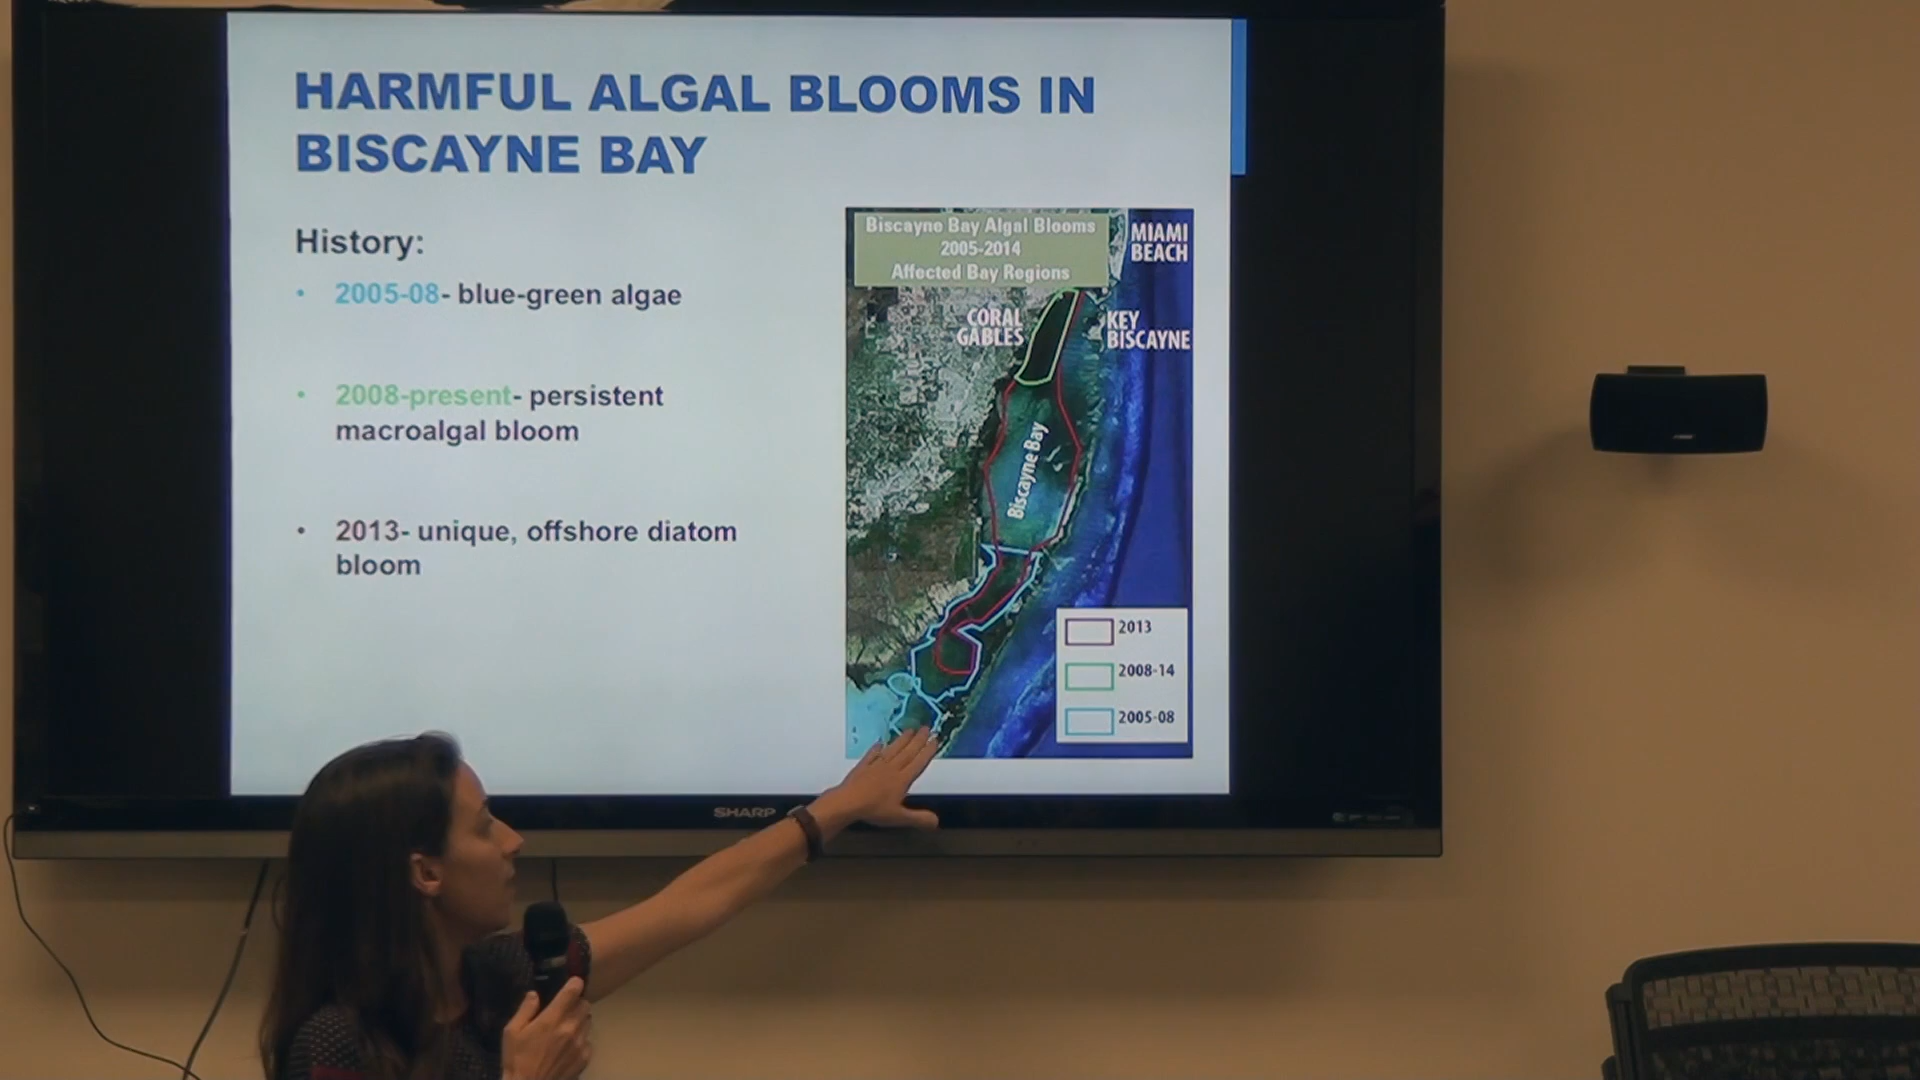 HARMFUL ALGAL BLOOMS IN
BISCAYNE BAY
History:
• 2005-08- blue-green algae
• 2008-present- persistent
macroalgal bloom
• 2013- unique, offshore diatom
bloom
Biscayne Bay Algal Blooms
2005-2014
Affected Bay Regions
MIAMI
BEACH
CORAL
GABLES
KEY
BISCAYNE
Biscayne Bay
2013
2008-14
2005-08
SHARP